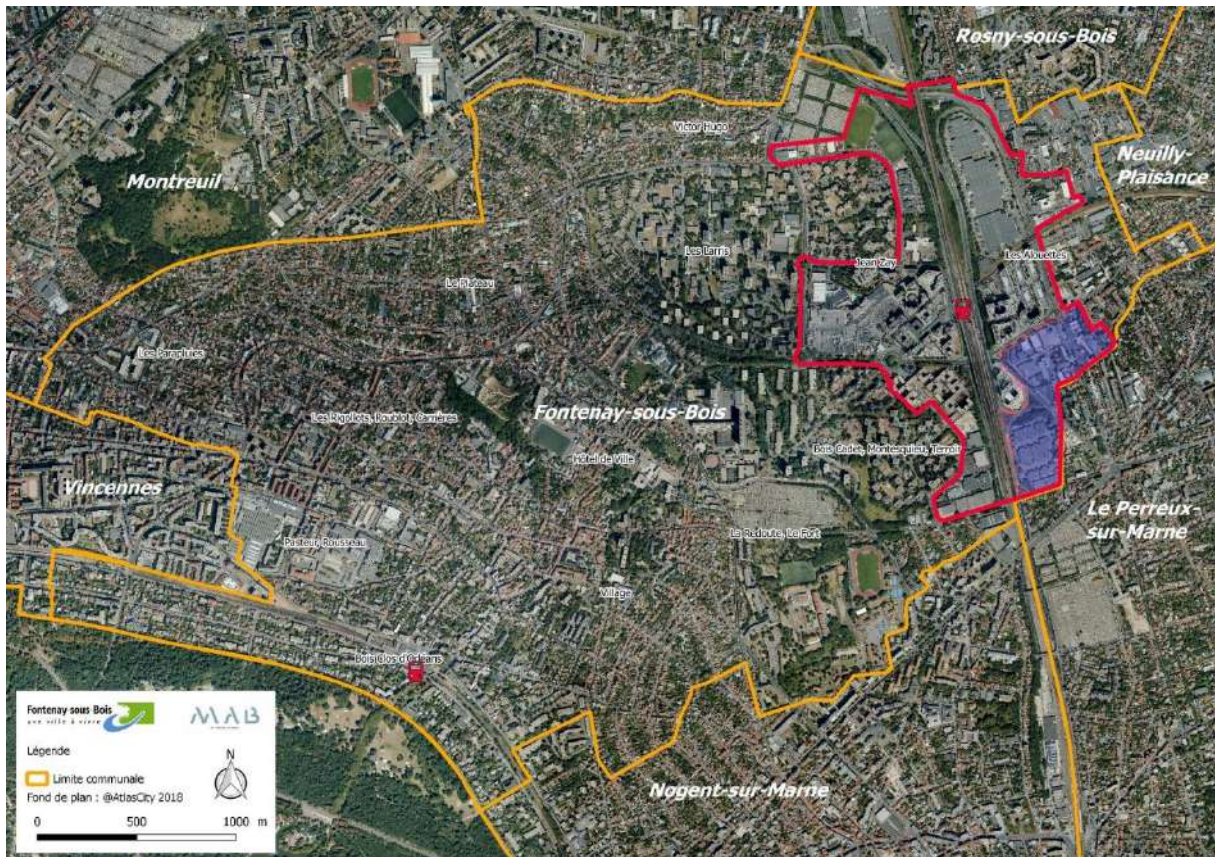 Rosny-sous-Bois
Victor Hugo
Neuilly-
Plaisance
Montreuil
Les Larris
Jean Zay
Les Alouettes
Le Plateau
Les Parapluies
Les Rigollots, Roublot, Carrières
Fontenay-sous-Bois
Hôtel de Ville
Bois Cadet, Montesquieu, Terroir
Vincennes
Le Perreux-
sur-Marne
Pasteur, Rousseau
La Redoute, Le Fort
Village
Bois Clos d'Orléans
Nogent-sur-Marne
Fontenay-sous-Bois
une ville à vivre
MAB
Légende
N
Limite communale
Fond de plan : @AtlasCity 2018
0 500 1000 m